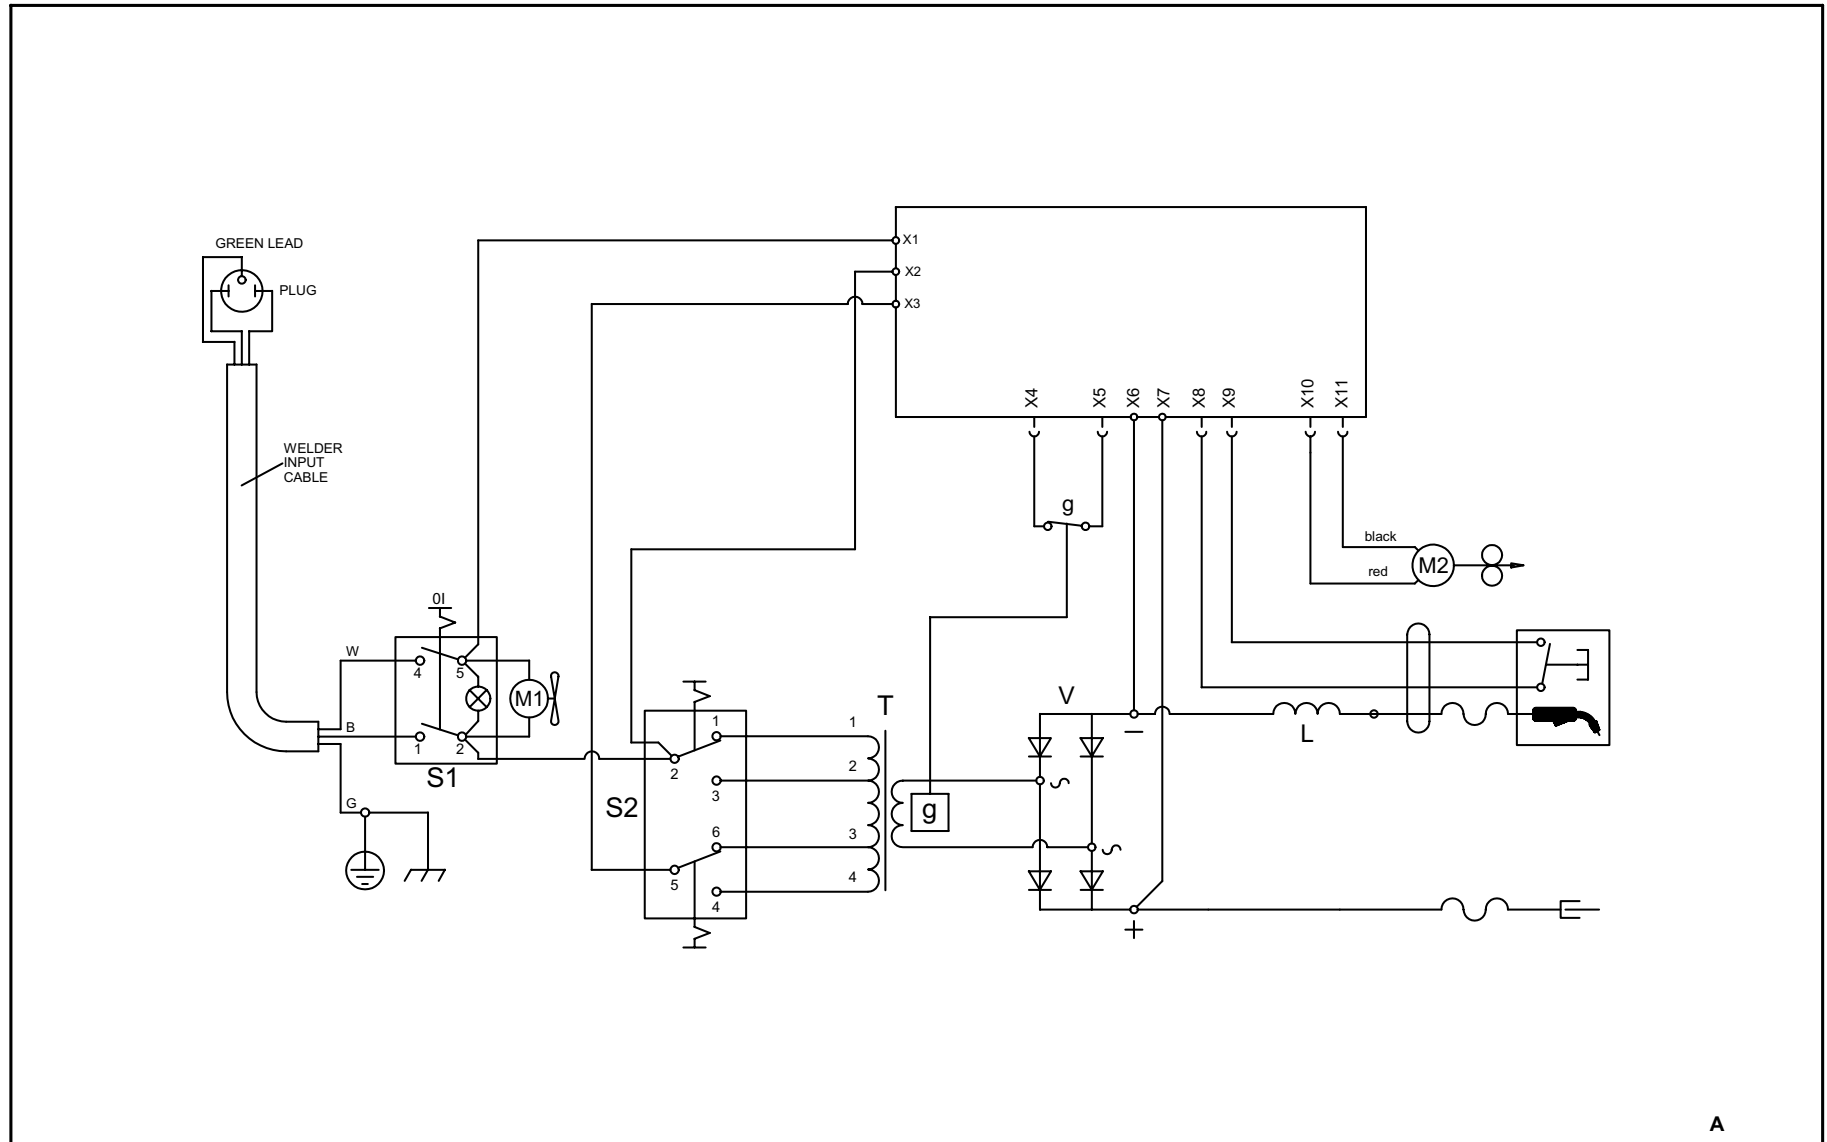 GREEN LEAD
PLUG
WELDER
INPUT
CABLE
X1
X2
X3
X4
X5
X6
X7
X8
X9
X10
X11
g
black
red
M2
0I
W
4
5
M1
B
1
2
S1
G
S2
1
2
3
6
5
4
T
1
2
3
4
g
V
−
+
L
A